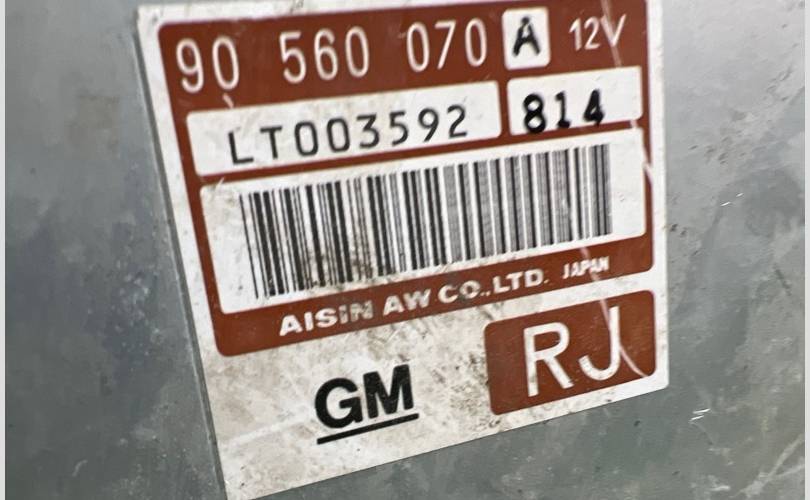 90 560 070 A 12V
LT003592 814
AISIN AW CO.,LTD. JAPAN
GM RJ